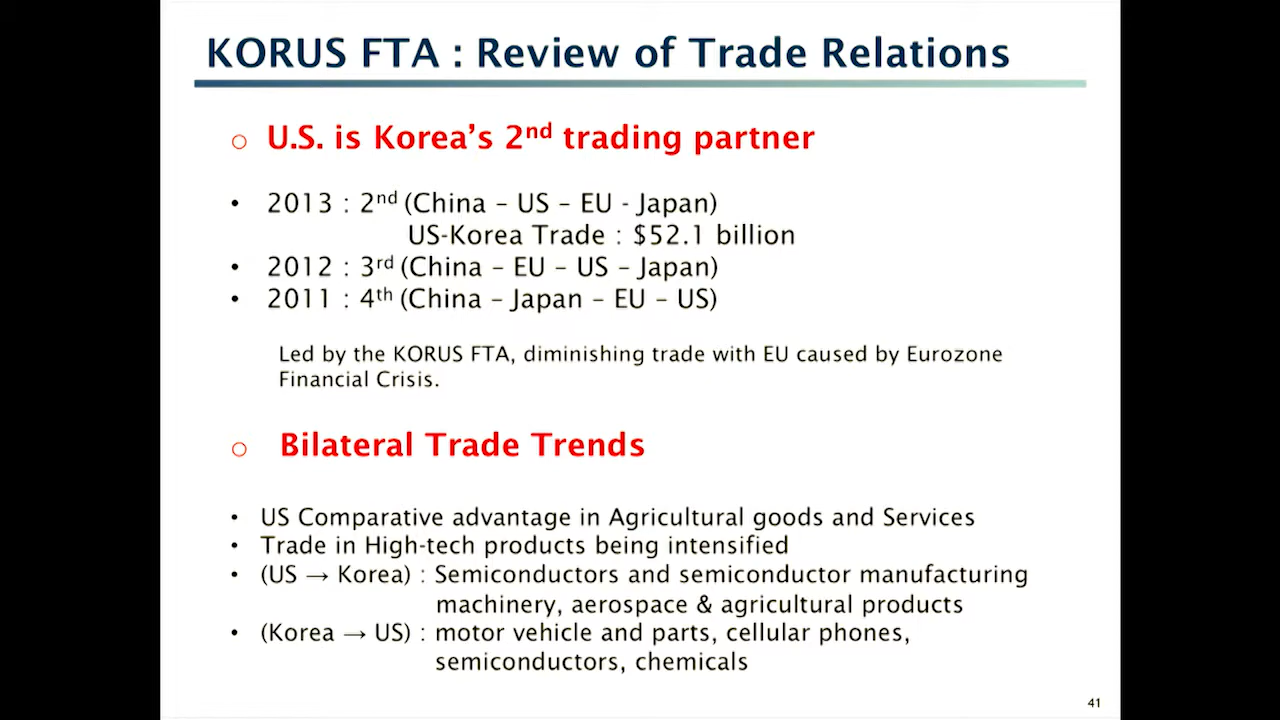 KORUS FTA : Review of Trade Relations
o U.S. is Korea's 2nd trading partner
• 2013 : 2nd (China – US – EU - Japan)
US-Korea Trade : $52.1 billion
• 2012 : 3rd (China – EU – US – Japan)
• 2011 : 4th (China – Japan – EU – US)
Led by the KORUS FTA, diminishing trade with EU caused by Eurozone
Financial Crisis.
o Bilateral Trade Trends
• US Comparative advantage in Agricultural goods and Services
• Trade in High-tech products being intensified
• (US → Korea) : Semiconductors and semiconductor manufacturing
machinery, aerospace & agricultural products
• (Korea → US) : motor vehicle and parts, cellular phones,
semiconductors, chemicals
41